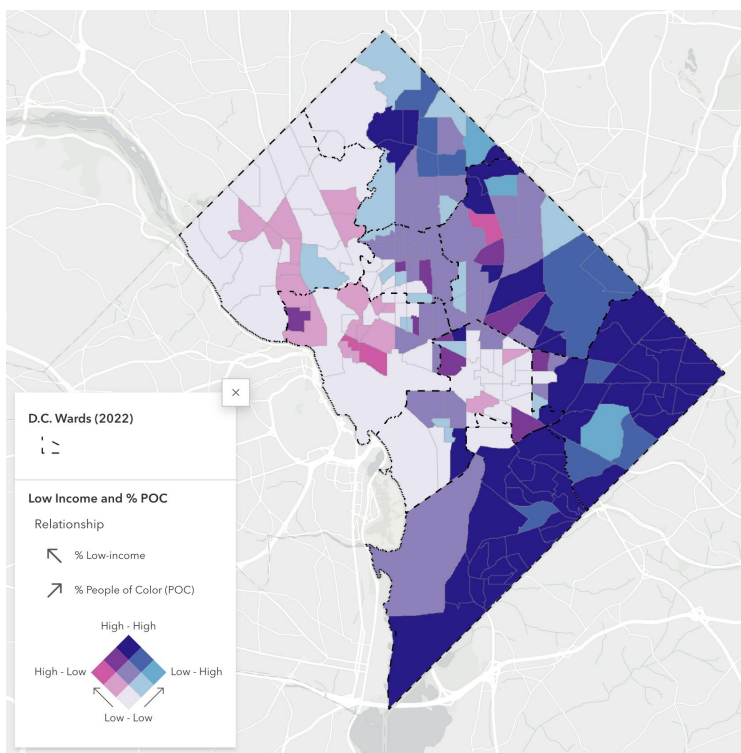 ×
D.C. Wards (2022)
Low Income and % POC
Relationship
% Low-income
% People of Color (POC)
High - High
High - Low
Low - High
Low - Low